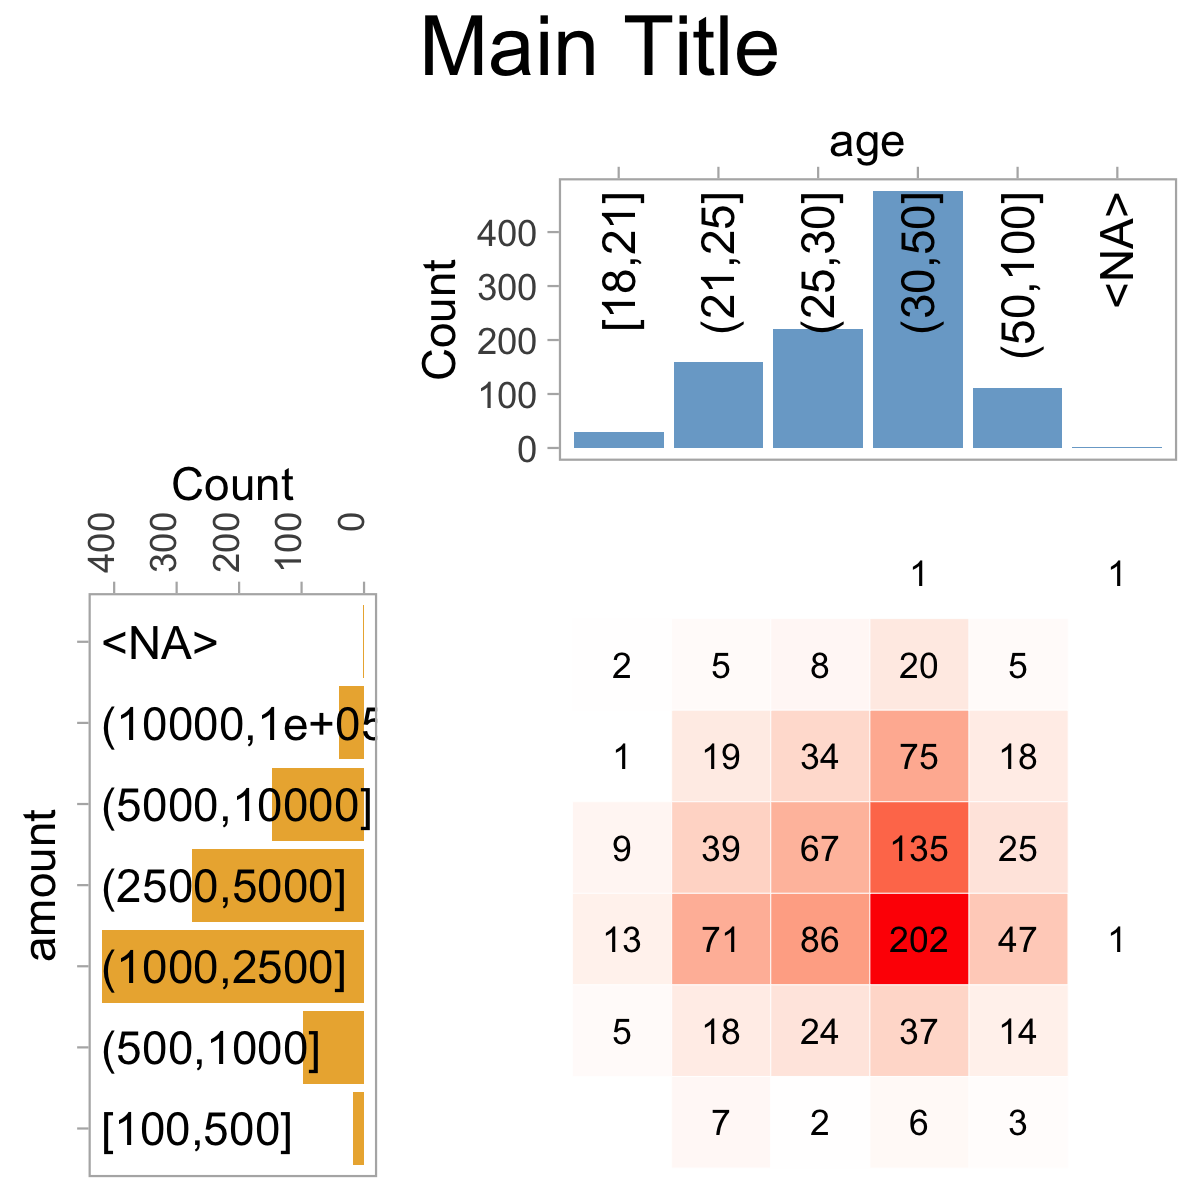 Main Title
age
[18,21]
(21,25]
(25,30]
(30,50]
(50,100]
<NA>
Count
400
300
200
100
0
Count
400
300
200
100
0
amount
<NA>
(10000,1e+05
(5000,10000]
(2500,5000]
(1000,2500]
(500,1000]
[100,500]
1 1
2 5 8 20 5
1 19 34 75 18
9 39 67 135 25
13 71 86 202 47 1
5 18 24 37 14
7 2 6 3